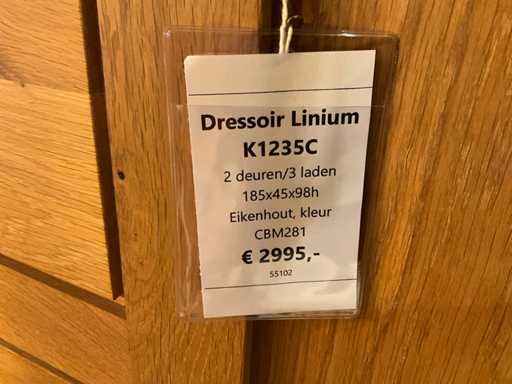 Dressoir Linium
K1235C
2 deuren/3 laden
185x45x98h
Eikenhout, kleur
CBM281
€ 2995,-
55102